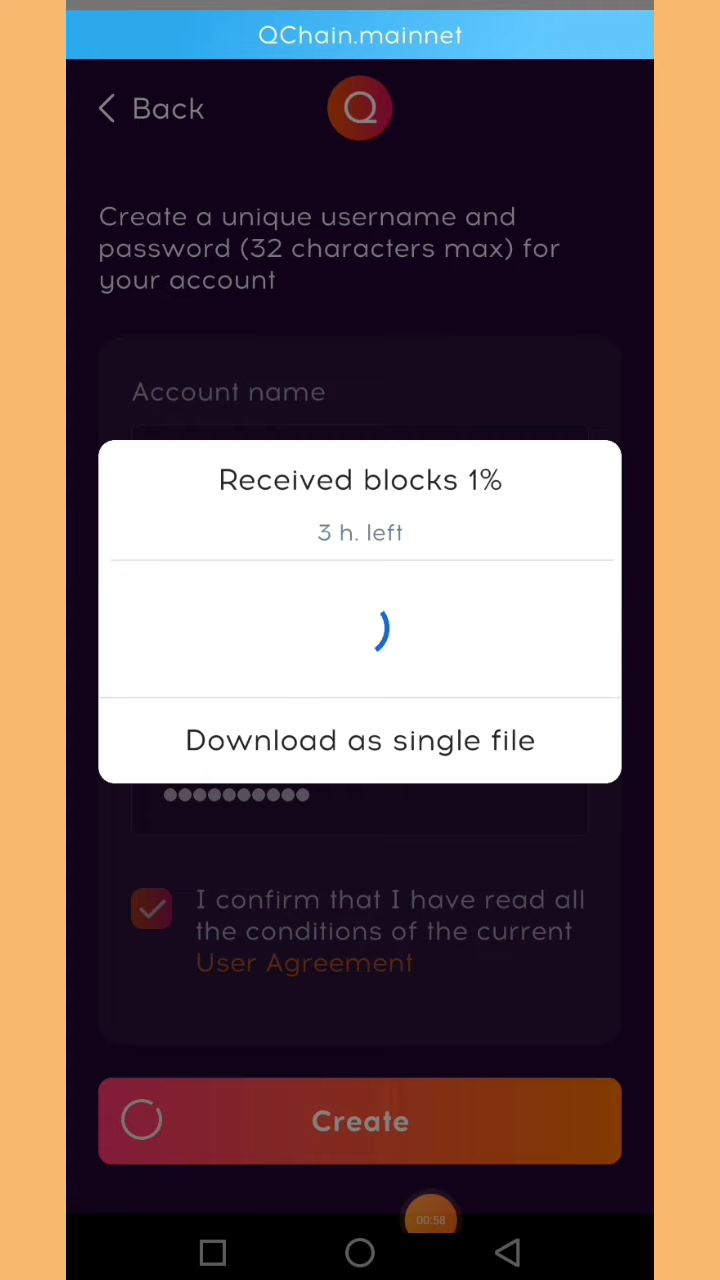 QChain.mainnet
Back
Q
Create a unique username and
password (32 characters max) for
your account
Account name
Received blocks 1%
3 h. left
Download as single file
I confirm that I have read all
the conditions of the current
User Agreement
Create
00:58